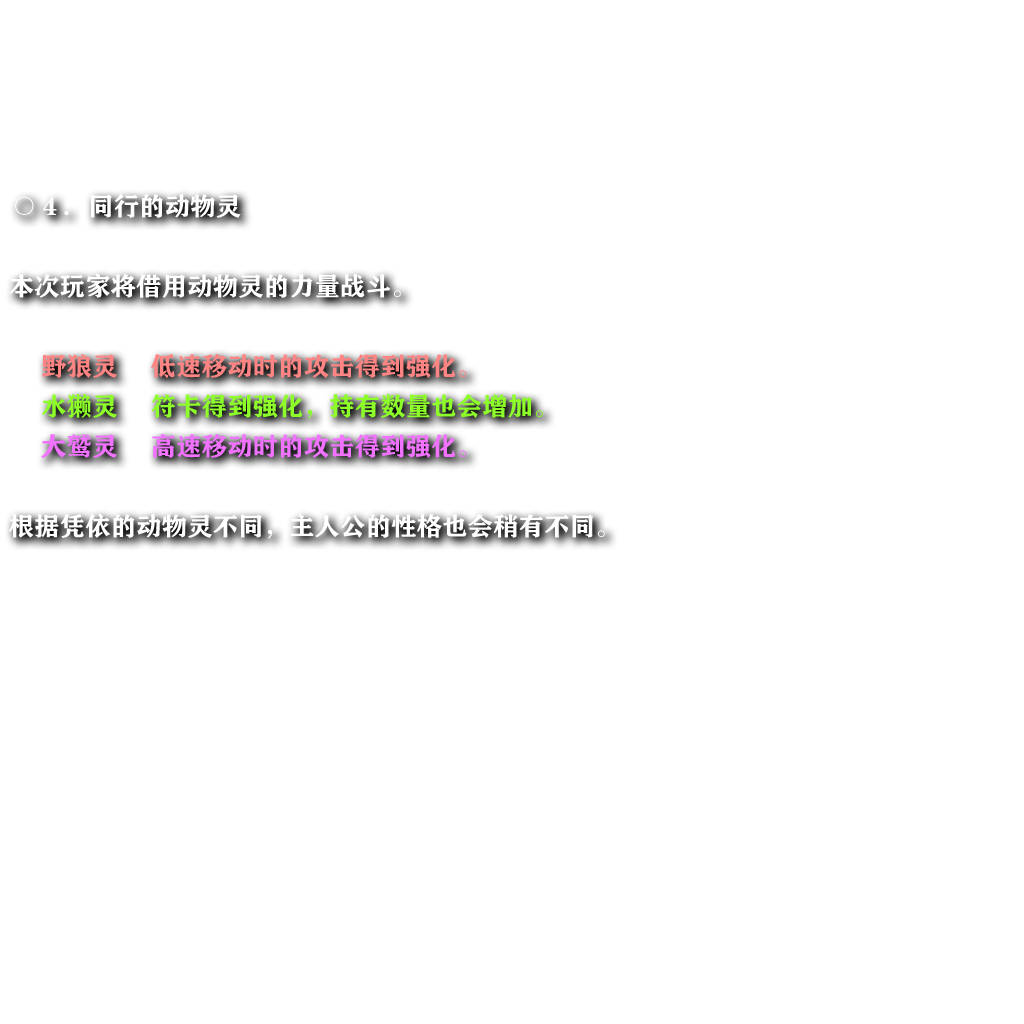 ○４．同行的动物灵
本次玩家将借用动物灵的力量战斗。
野狼灵　低速移动时的攻击得到强化。
水獭灵　符卡得到强化，持有数量也会增加。
大鹫灵　高速移动时的攻击得到强化。
根据凭依的动物灵不同，主人公的性格也会稍有不同。